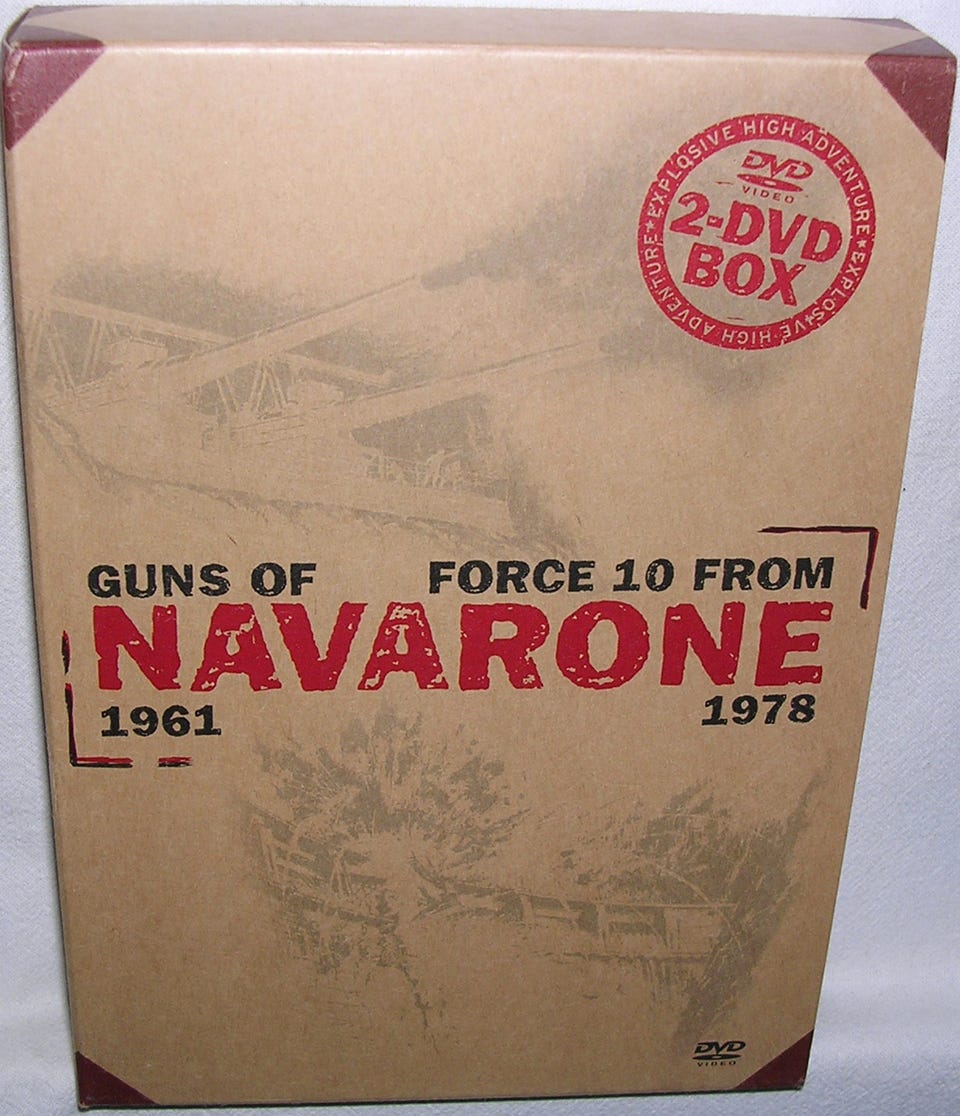 EXPLOSIVE HIGH ADVENTURE★EXPLOSIVE HIGH ADVENTURE★
DVD
VIDEO
2-DVD
BOX
GUNS OF FORCE 10 FROM
NAVARONE
1961 1978
DVD
VIDEO